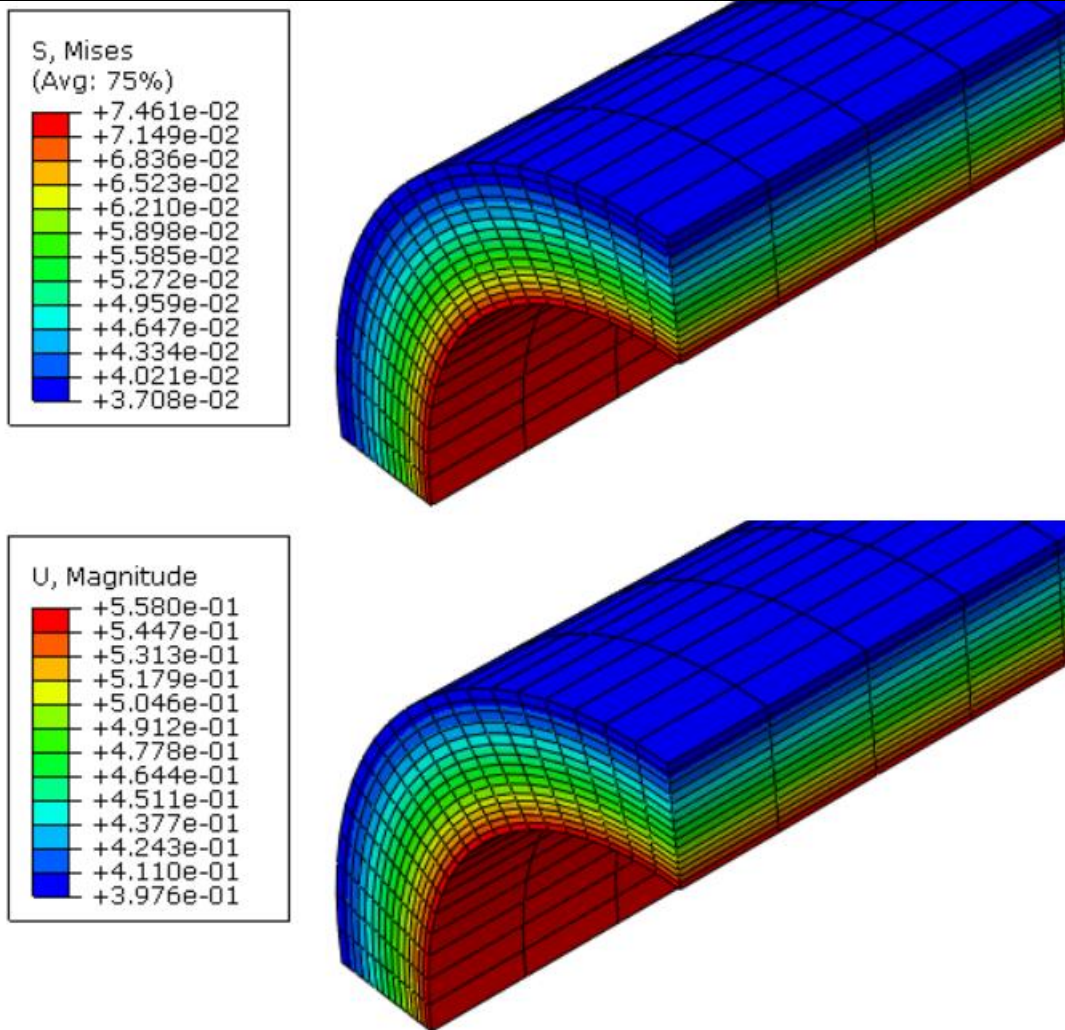 S, Mises
(Avg: 75%)
+7.461e-02
+7.149e-02
+6.836e-02
+6.523e-02
+6.210e-02
+5.898e-02
+5.585e-02
+5.272e-02
+4.959e-02
+4.647e-02
+4.334e-02
+4.021e-02
+3.708e-02
U, Magnitude
+5.580e-01
+5.447e-01
+5.313e-01
+5.179e-01
+5.046e-01
+4.912e-01
+4.778e-01
+4.644e-01
+4.511e-01
+4.377e-01
+4.243e-01
+4.110e-01
+3.976e-01